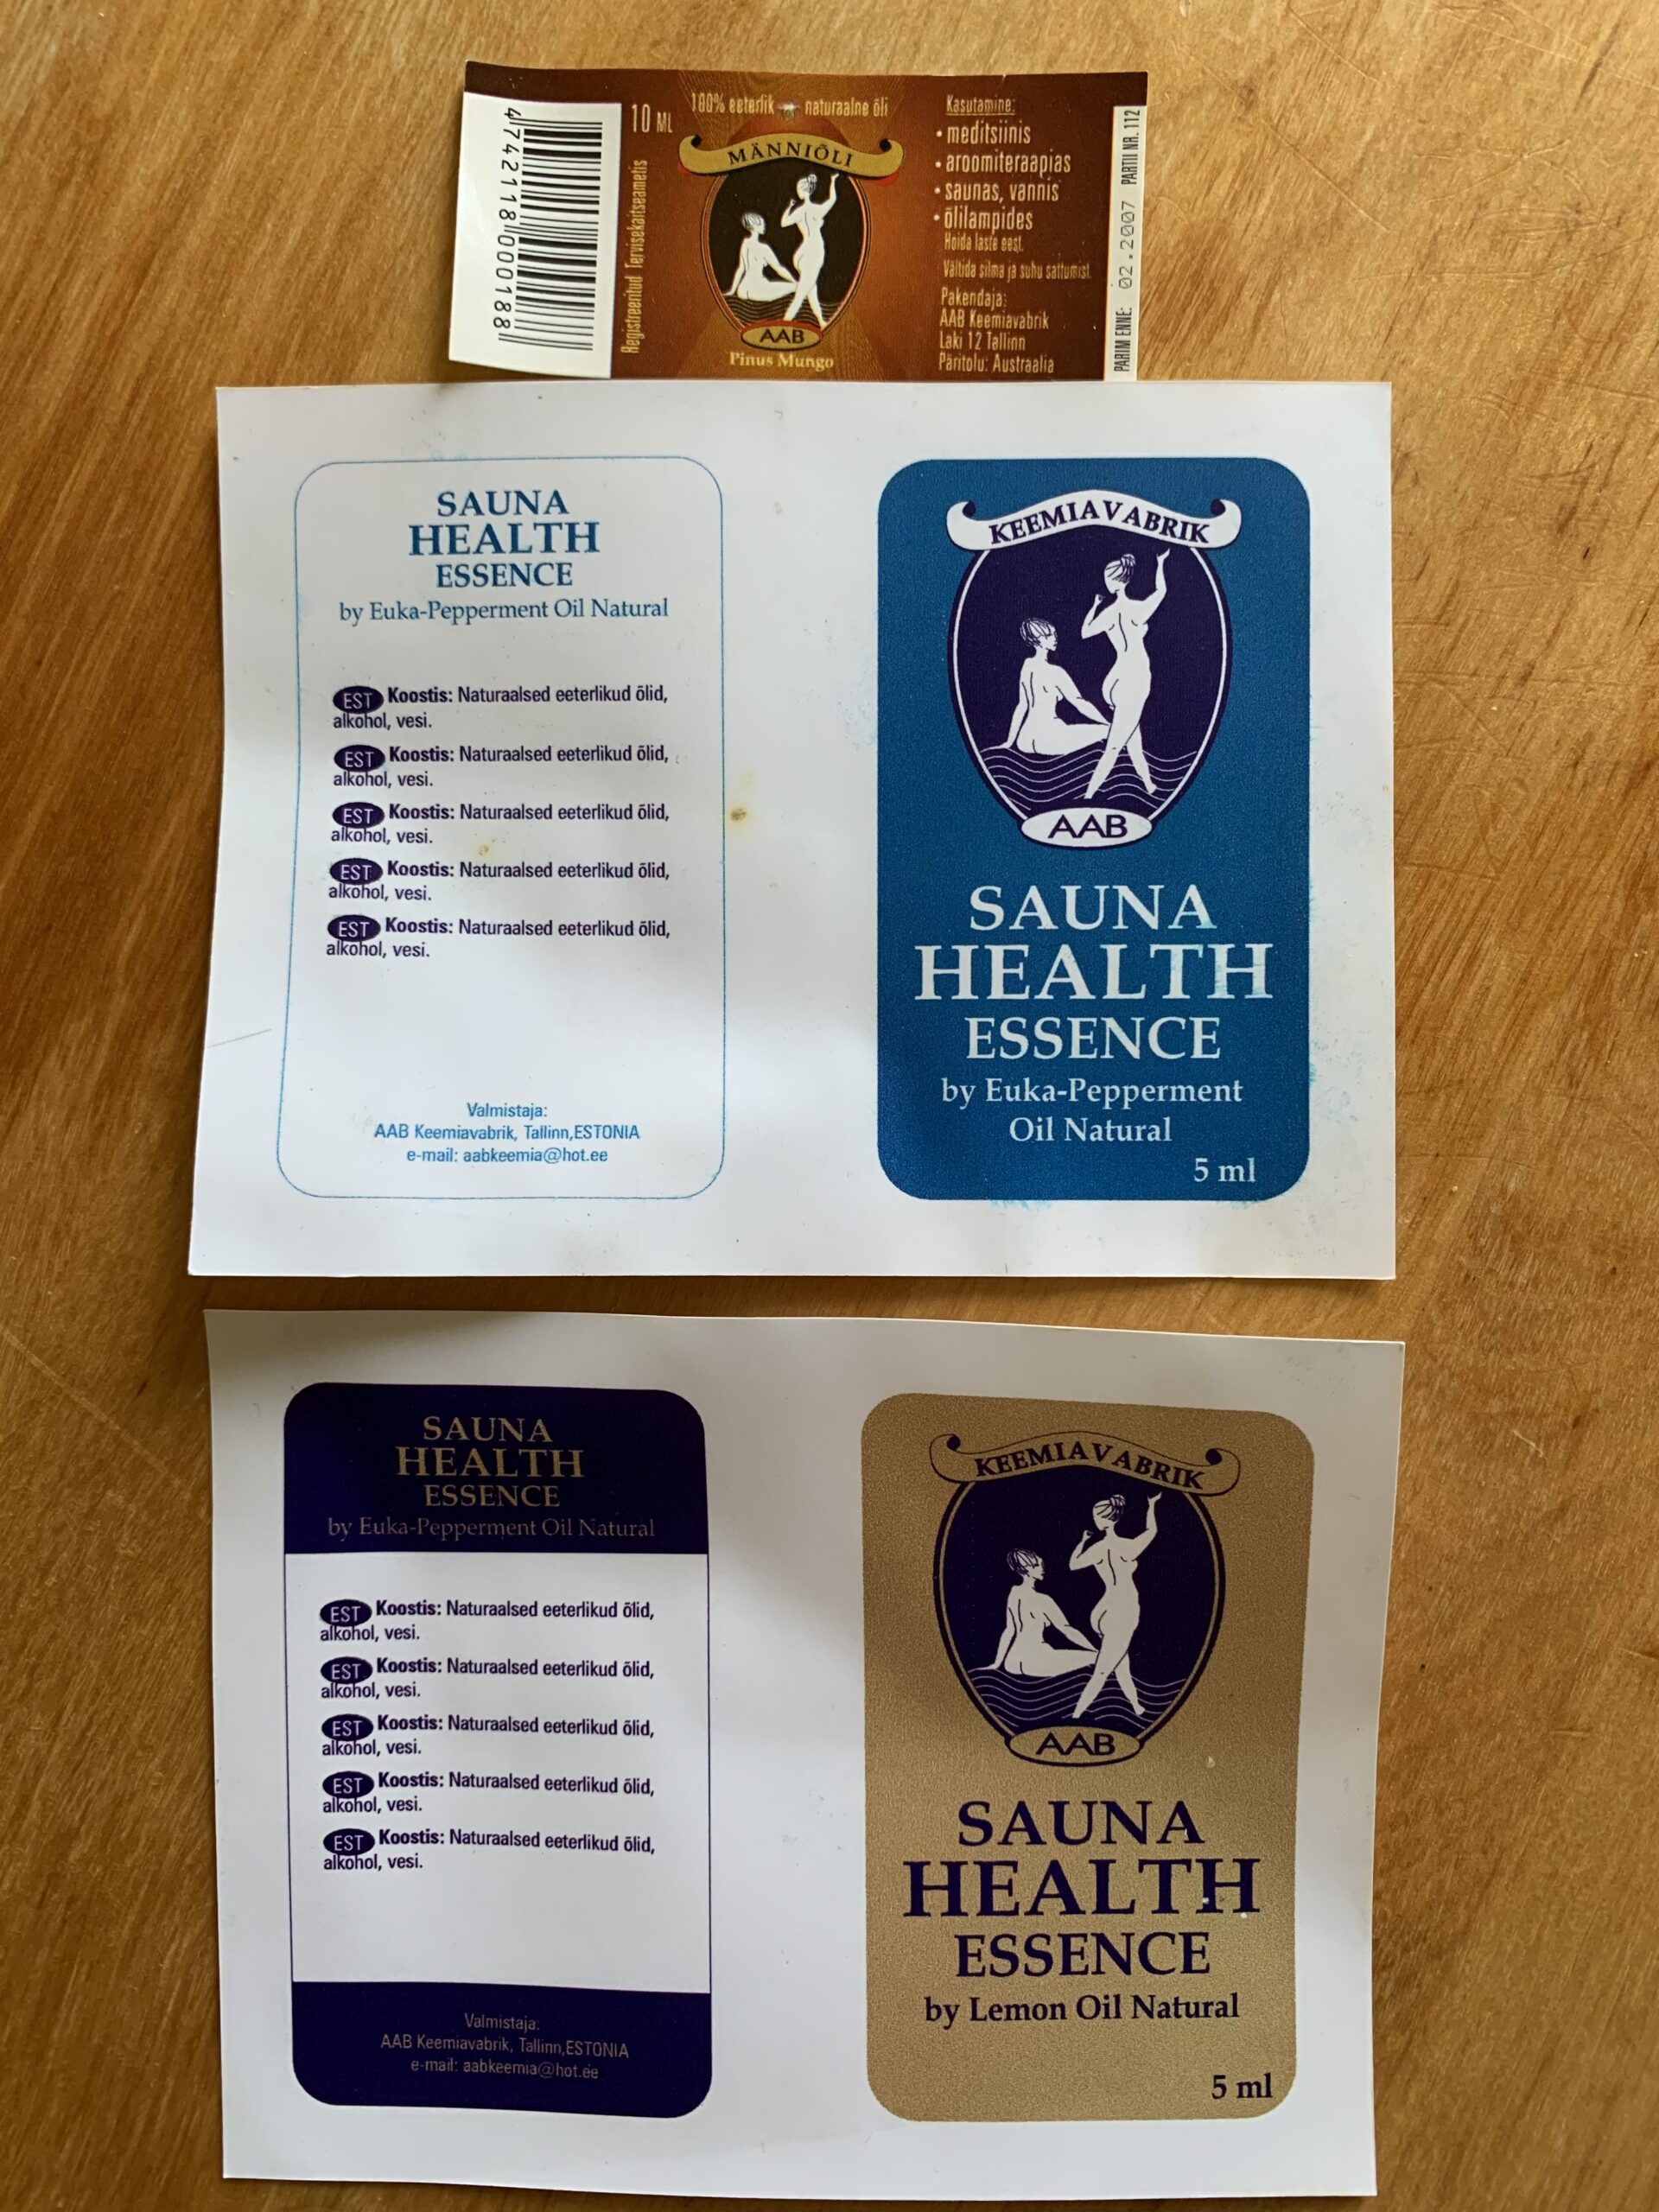 4742118000188
Registreeritud Tervisekaitseametis
10 ML
100% eeterlik naturaalne õli
MÄNNIÕLI
AAB
Pinus Mungo
Kasutamine:
• meditsiinis
• aroomiteraapias
• saunas, vannis
• õlilampides
Hoida laste eest.
Vältida silma ja suhu sattumist.
Pakendaja:
AAB Keemiavabrik
Laki 12 Tallinn
Päritolu: Austraalia
PARIM ENNE: 02.2007 PARTII NR. 112
SAUNA
HEALTH
ESSENCE
by Euka-Pepperment Oil Natural
EST Koostis: Naturaalsed eeterlikud õlid,
alkohol, vesi.
EST Koostis: Naturaalsed eeterlikud õlid,
alkohol, vesi.
EST Koostis: Naturaalsed eeterlikud õlid,
alkohol, vesi.
EST Koostis: Naturaalsed eeterlikud õlid,
alkohol, vesi.
EST Koostis: Naturaalsed eeterlikud õlid,
alkohol, vesi.
Valmistaja:
AAB Keemiavabrik, Tallinn,ESTONIA
e-mail: aabkeemia@hot.ee
KEEMIAVABRIK
AAB
SAUNA
HEALTH
ESSENCE
by Euka-Pepperment
Oil Natural
5 ml
SAUNA
HEALTH
ESSENCE
by Euka-Pepperment Oil Natural
EST Koostis: Naturaalsed eeterlikud õlid,
alkohol, vesi.
EST Koostis: Naturaalsed eeterlikud õlid,
alkohol, vesi.
EST Koostis: Naturaalsed eeterlikud õlid,
alkohol, vesi.
EST Koostis: Naturaalsed eeterlikud õlid,
alkohol, vesi.
EST Koostis: Naturaalsed eeterlikud õlid,
alkohol, vesi.
Valmistaja:
AAB Keemiavabrik, Tallinn,ESTONIA
e-mail: aabkeemia@hot.ee
KEEMIAVABRIK
AAB
SAUNA
HEALTH
ESSENCE
by Lemon Oil Natural
5 ml